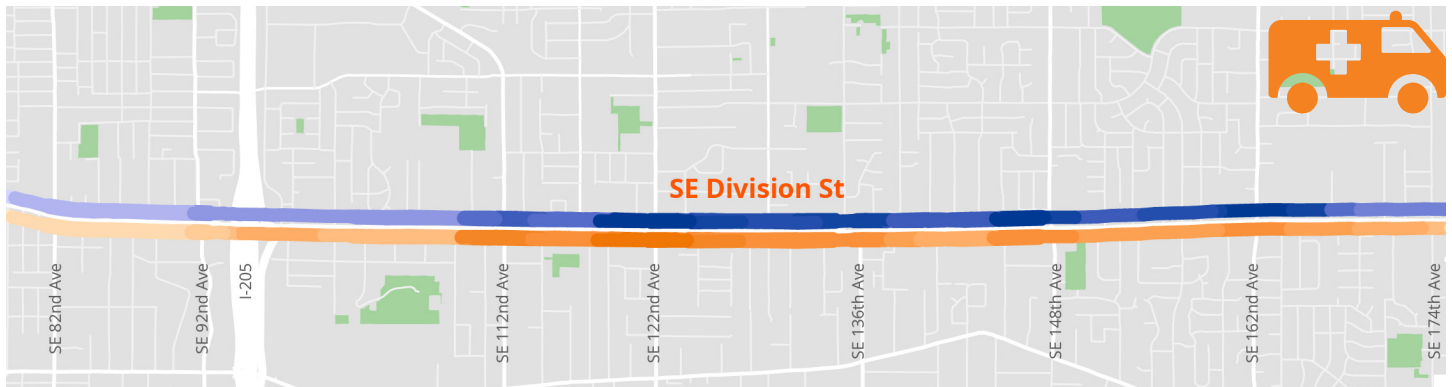 SE Division St
SE 82nd Ave
SE 92nd Ave
I-205
SE 112nd Ave
SE 122nd Ave
SE 136th Ave
SE 148th Ave
SE 162nd Ave
SE 174th Ave